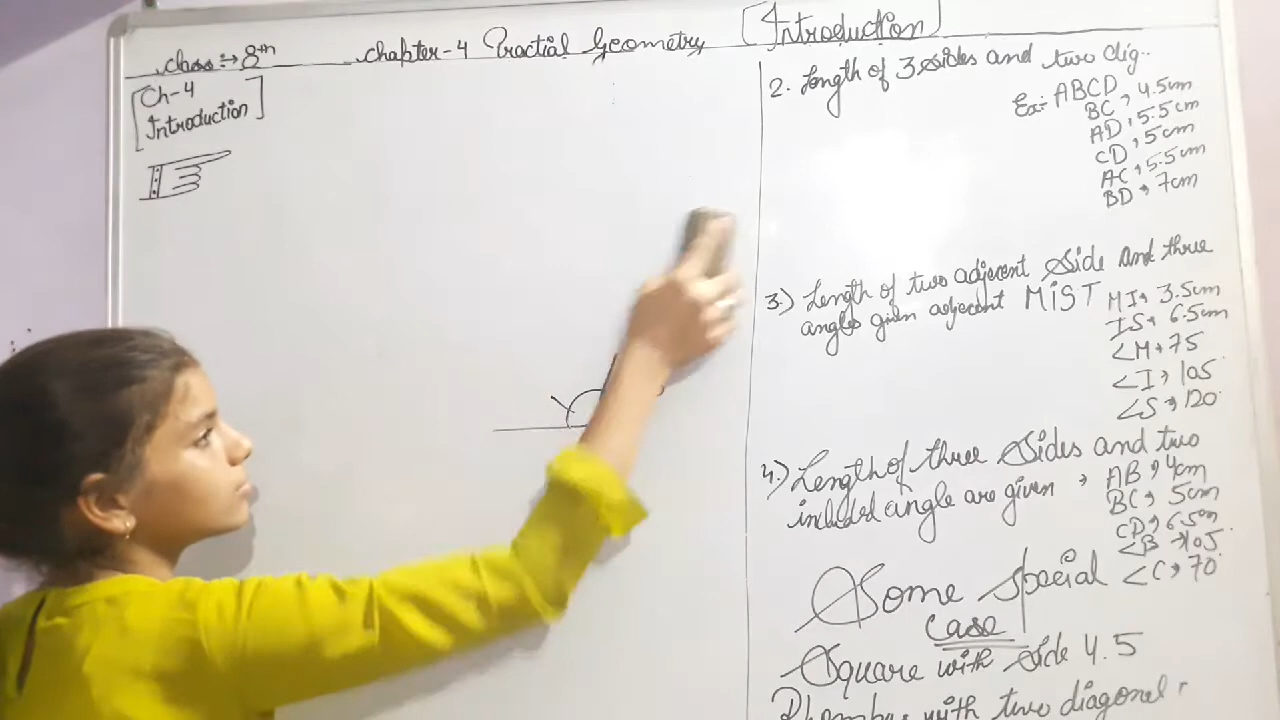 class :→ 8th
chapter-4 Practial Geometry [Introduction]
[Ch-4
Introduction]
2. Length of 3 sides and two dig..
Ex:- ABCD
BC → 4.5cm
AD → 5.5cm
CD → 5cm
AC → 5.5cm
BD → 7cm
3.) Length of two adjecent Side and three
angles given adjecent MiST MI → 3.5cm
IS → 6.5cm
∠M → 75
∠I → 105
∠S → 120
4.) Length of three Sides and two
included angle are given → AB → 4cm
BC → 5cm
CD → 6.5cm
∠B → 105
∠C → 70
Some special
Case
Square with side 4.5
Rhombus with two diagonal